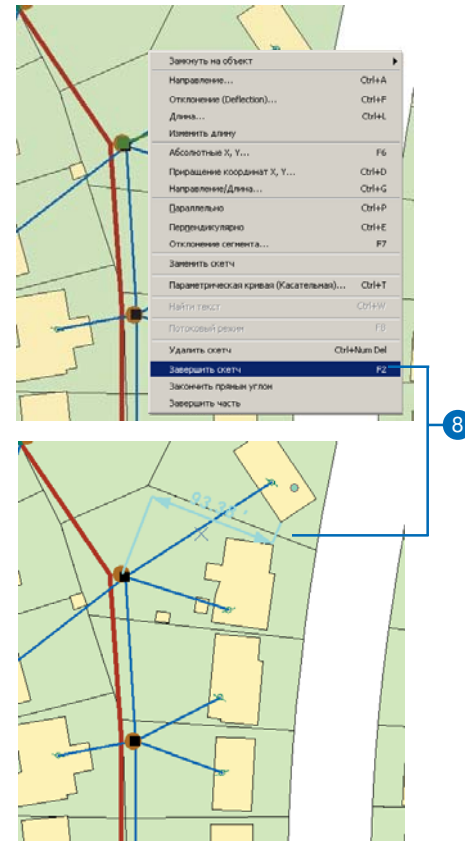 Замкнуть на объект
Направление... Ctrl+A
Отклонение (Deflection)... Ctrl+F
Длина... Ctrl+L
Изменить длину
Абсолютные X, Y... F6
Приращение координат X, Y... Ctrl+D
Направление/Длина... Ctrl+G
Параллельно Ctrl+P
Перпендикулярно Ctrl+E
Отклонение сегмента... F7
Заменить скетч
Параметрическая кривая (Касательная)... Ctrl+T
Найти текст Ctrl+W
Потоковый режим F8
Удалить скетч Ctrl+Num Del
Завершить скетч F2
Закончить прямым углом
Завершить часть
8